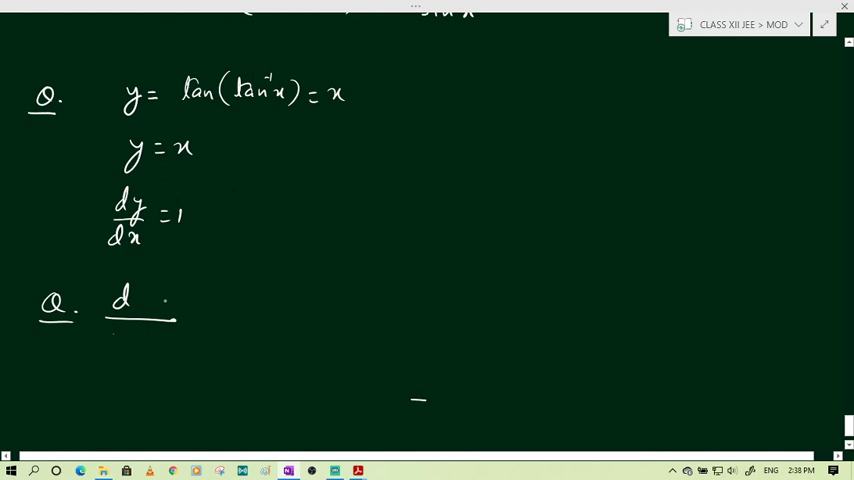 CLASS XII JEE > MOD
Q. y = tan(tan⁻¹x) = x
y = x
dy/dx = 1
Q. d
ENG 2:38 PM